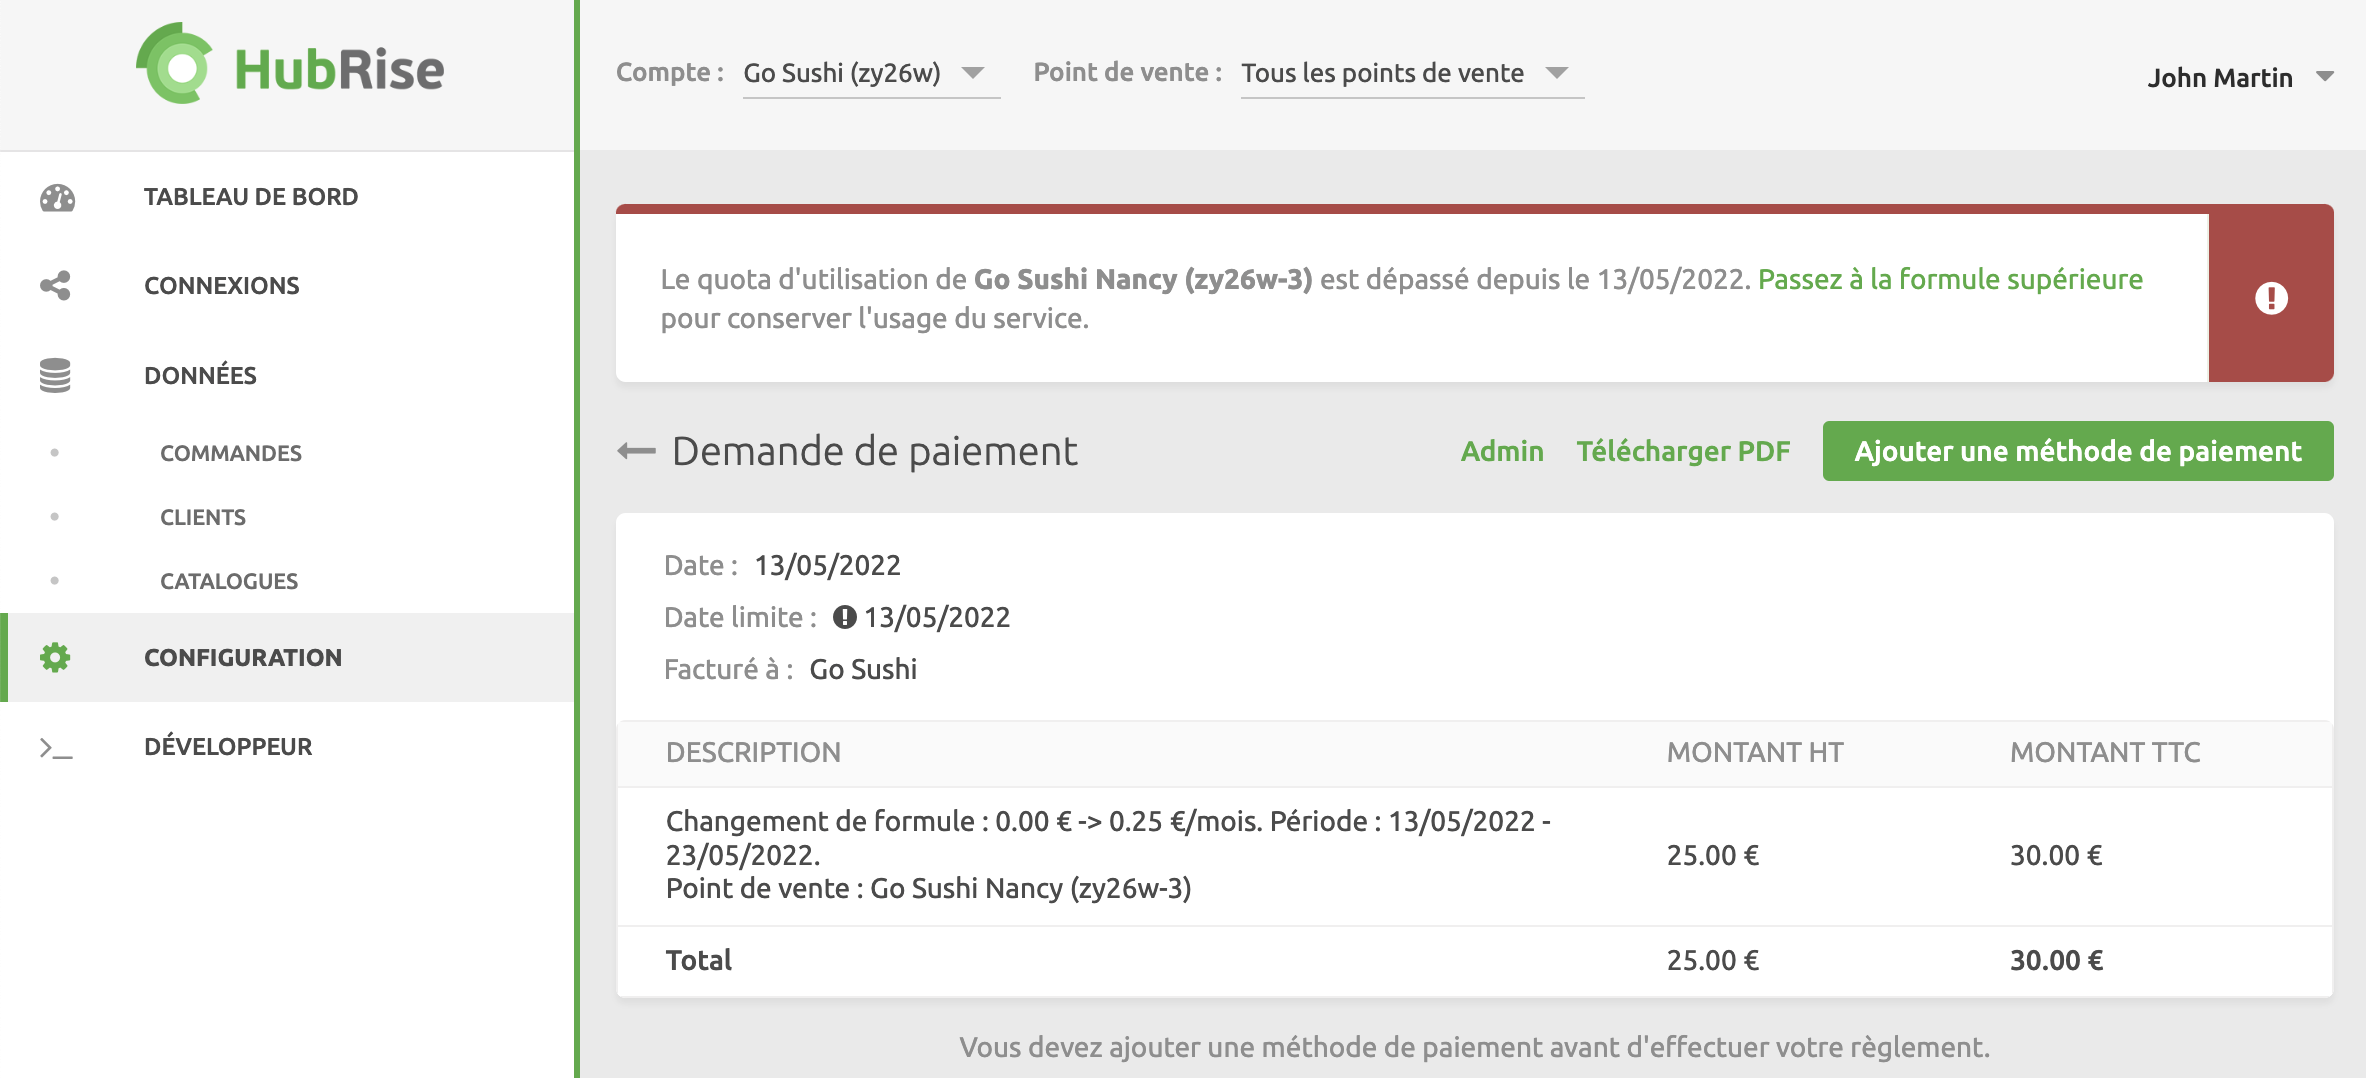 HubRise
Compte : Go Sushi (zy26w) Point de vente : Tous les points de vente
John Martin
TABLEAU DE BORD
CONNEXIONS
DONNÉES
COMMANDES
CLIENTS
CATALOGUES
CONFIGURATION
DÉVELOPPEUR
Le quota d'utilisation de Go Sushi Nancy (zy26w-3) est dépassé depuis le 13/05/2022. Passez à la formule supérieure
pour conserver l'usage du service.
Demande de paiement
Admin Télécharger PDF Ajouter une méthode de paiement
Date : 13/05/2022
Date limite : 13/05/2022
Facturé à : Go Sushi
DESCRIPTION MONTANT HT MONTANT TTC
Changement de formule : 0.00 € -> 0.25 €/mois. Période : 13/05/2022 -
23/05/2022.
Point de vente : Go Sushi Nancy (zy26w-3)
25.00 € 30.00 €
Total 25.00 € 30.00 €
Vous devez ajouter une méthode de paiement avant d'effectuer votre règlement.